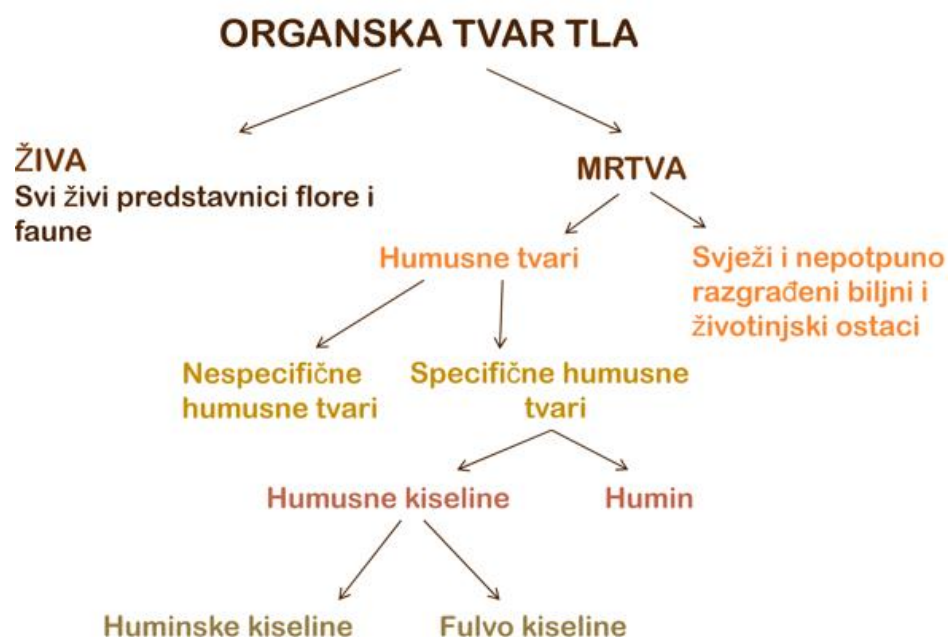 ORGANSKA TVAR TLA
ŽIVA
Svi živi predstavnici flore i
faune
MRTVA
Humusne tvari
Svježi i nepotpuno
razgrađeni biljni i
životinjski ostaci
Nespecifične
humusne tvari
Specifične humusne
tvari
Humusne kiseline
Humin
Huminske kiseline
Fulvo kiseline